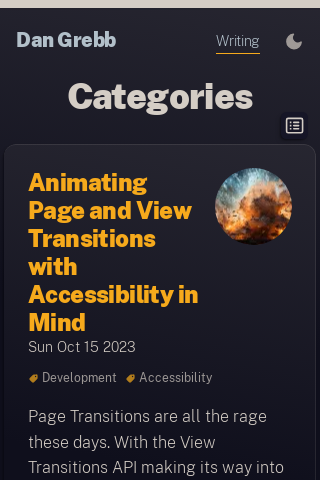 Dan Grebb
Writing
Categories
Animating
Page and View
Transitions
with
Accessibility in
Mind
Sun Oct 15 2023
Development Accessibility
Page Transitions are all the rage
these days. With the View
Transitions API making its way into